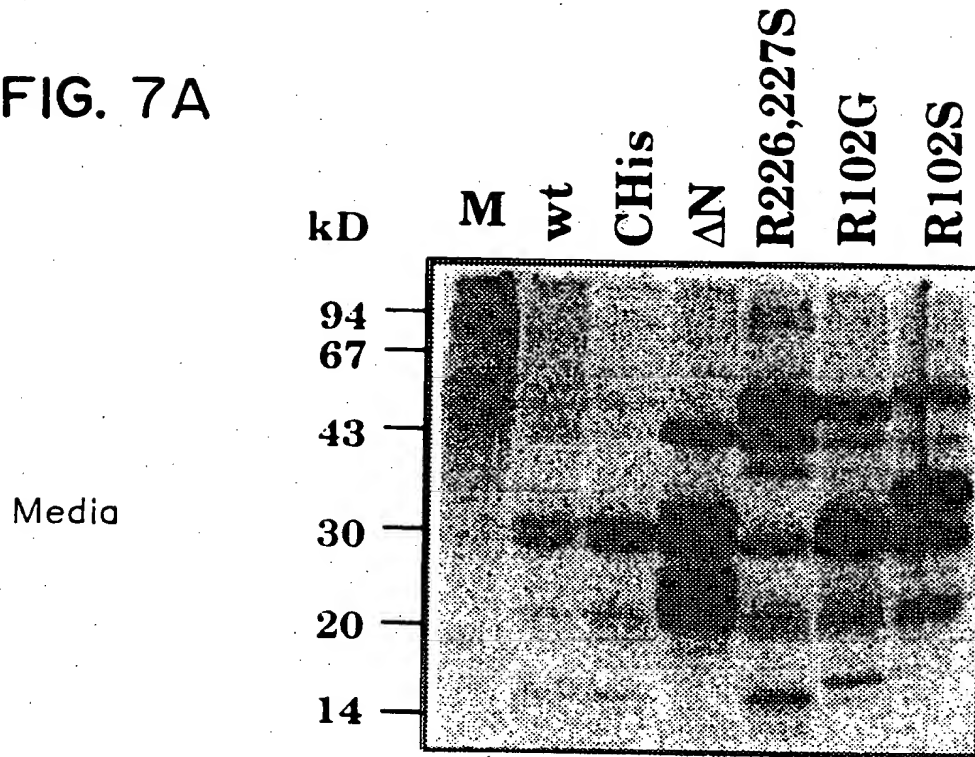 FIG. 7A
kD
M
wt
CHis
ΔN
R226,227S
R102G
R102S
94
67
43
30
20
14
Media